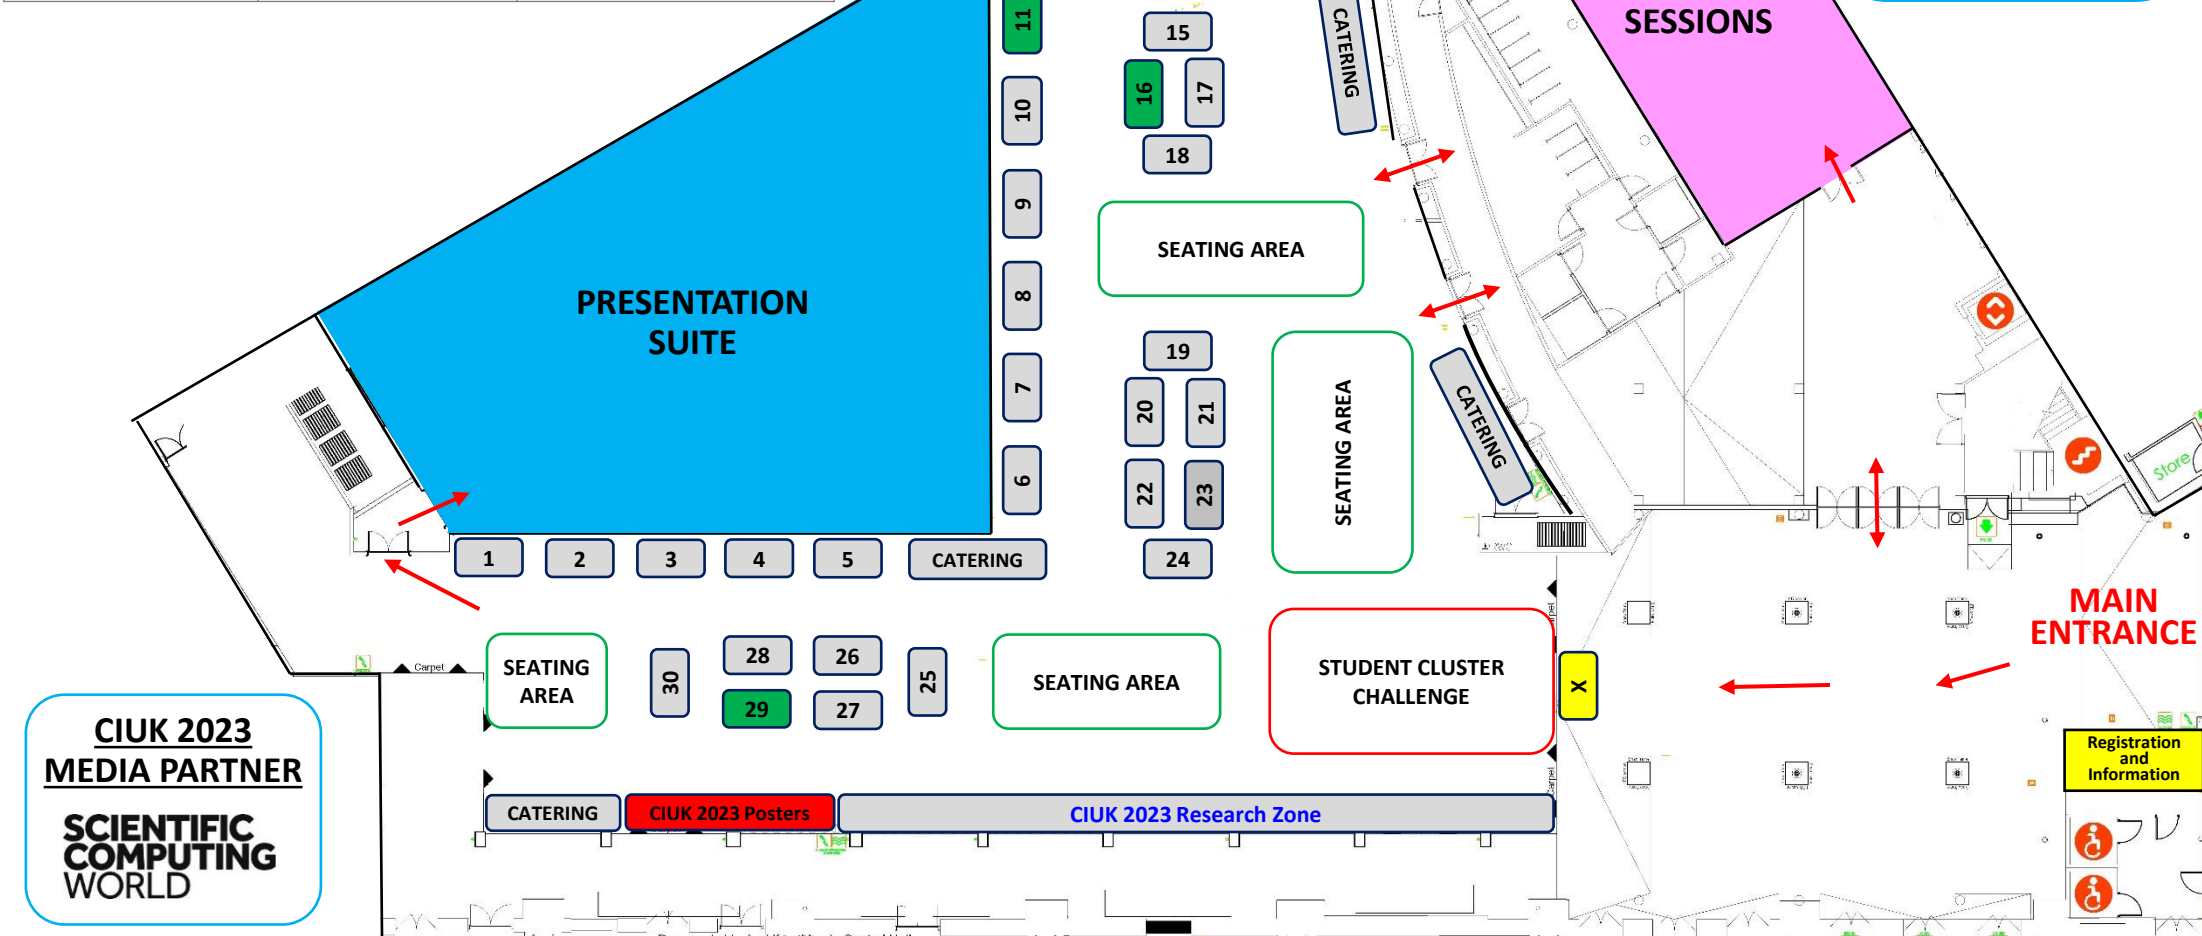 SESSIONS
11
15
CATERING
10
16
17
18
9
SEATING AREA
8
PRESENTATION
SUITE
19
7
20
21
SEATING AREA
CATERING
6
22
23
Store
1
2
3
4
5
CATERING
24
MAIN
ENTRANCE
Carpet
SEATING
AREA
30
28
26
29
27
25
SEATING AREA
STUDENT CLUSTER
CHALLENGE
X
Carpet
Carpet
CIUK 2023
MEDIA PARTNER
SCIENTIFIC
COMPUTING
WORLD
Registration
and
Information
CATERING
CIUK 2023 Posters
CIUK 2023 Research Zone